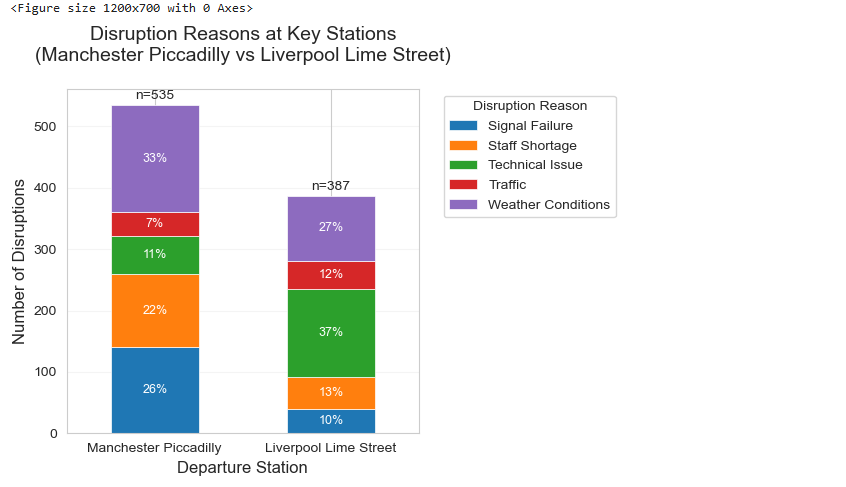 <Figure size 1200x700 with 0 Axes>
Disruption Reasons at Key Stations
(Manchester Piccadilly vs Liverpool Lime Street)
Number of Disruptions
500
400
300
200
100
0
n=535
33%
7%
11%
22%
26%
n=387
27%
12%
37%
13%
10%
Manchester Piccadilly
Liverpool Lime Street
Departure Station
Disruption Reason
Signal Failure
Staff Shortage
Technical Issue
Traffic
Weather Conditions